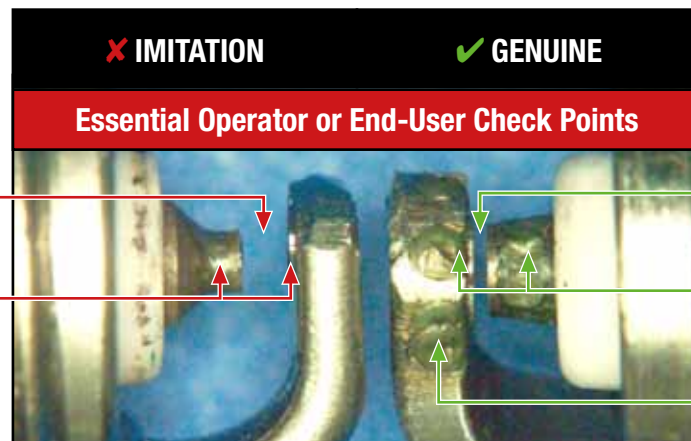 ✘ IMITATION
✔ GENUINE
Essential Operator or End-User Check Points